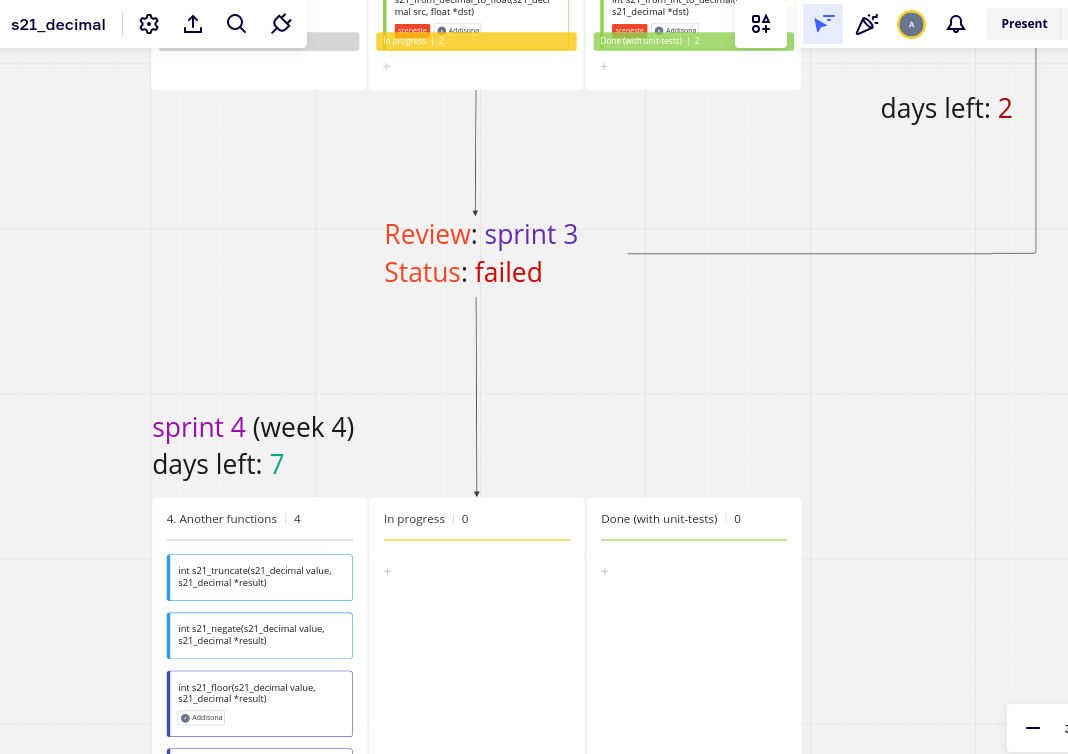 s21_decimal
Present
s21_from_decimal_to_float(s21_deci
mal src, float *dst)
Addisona
In progress | 2
+
int s21_from_int_to_decimal(
s21_decimal *dst)
Addisona
Done (with unit-tests) | 2
+
days left: 2
Review: sprint 3
Status: failed
sprint 4 (week 4)
days left: 7
4. Another functions | 4
In progress | 0
Done (with unit-tests) | 0
int s21_truncate(s21_decimal value,
s21_decimal *result)
+
+
int s21_negate(s21_decimal value,
s21_decimal *result)
int s21_floor(s21_decimal value,
s21_decimal *result)
Addisona
A